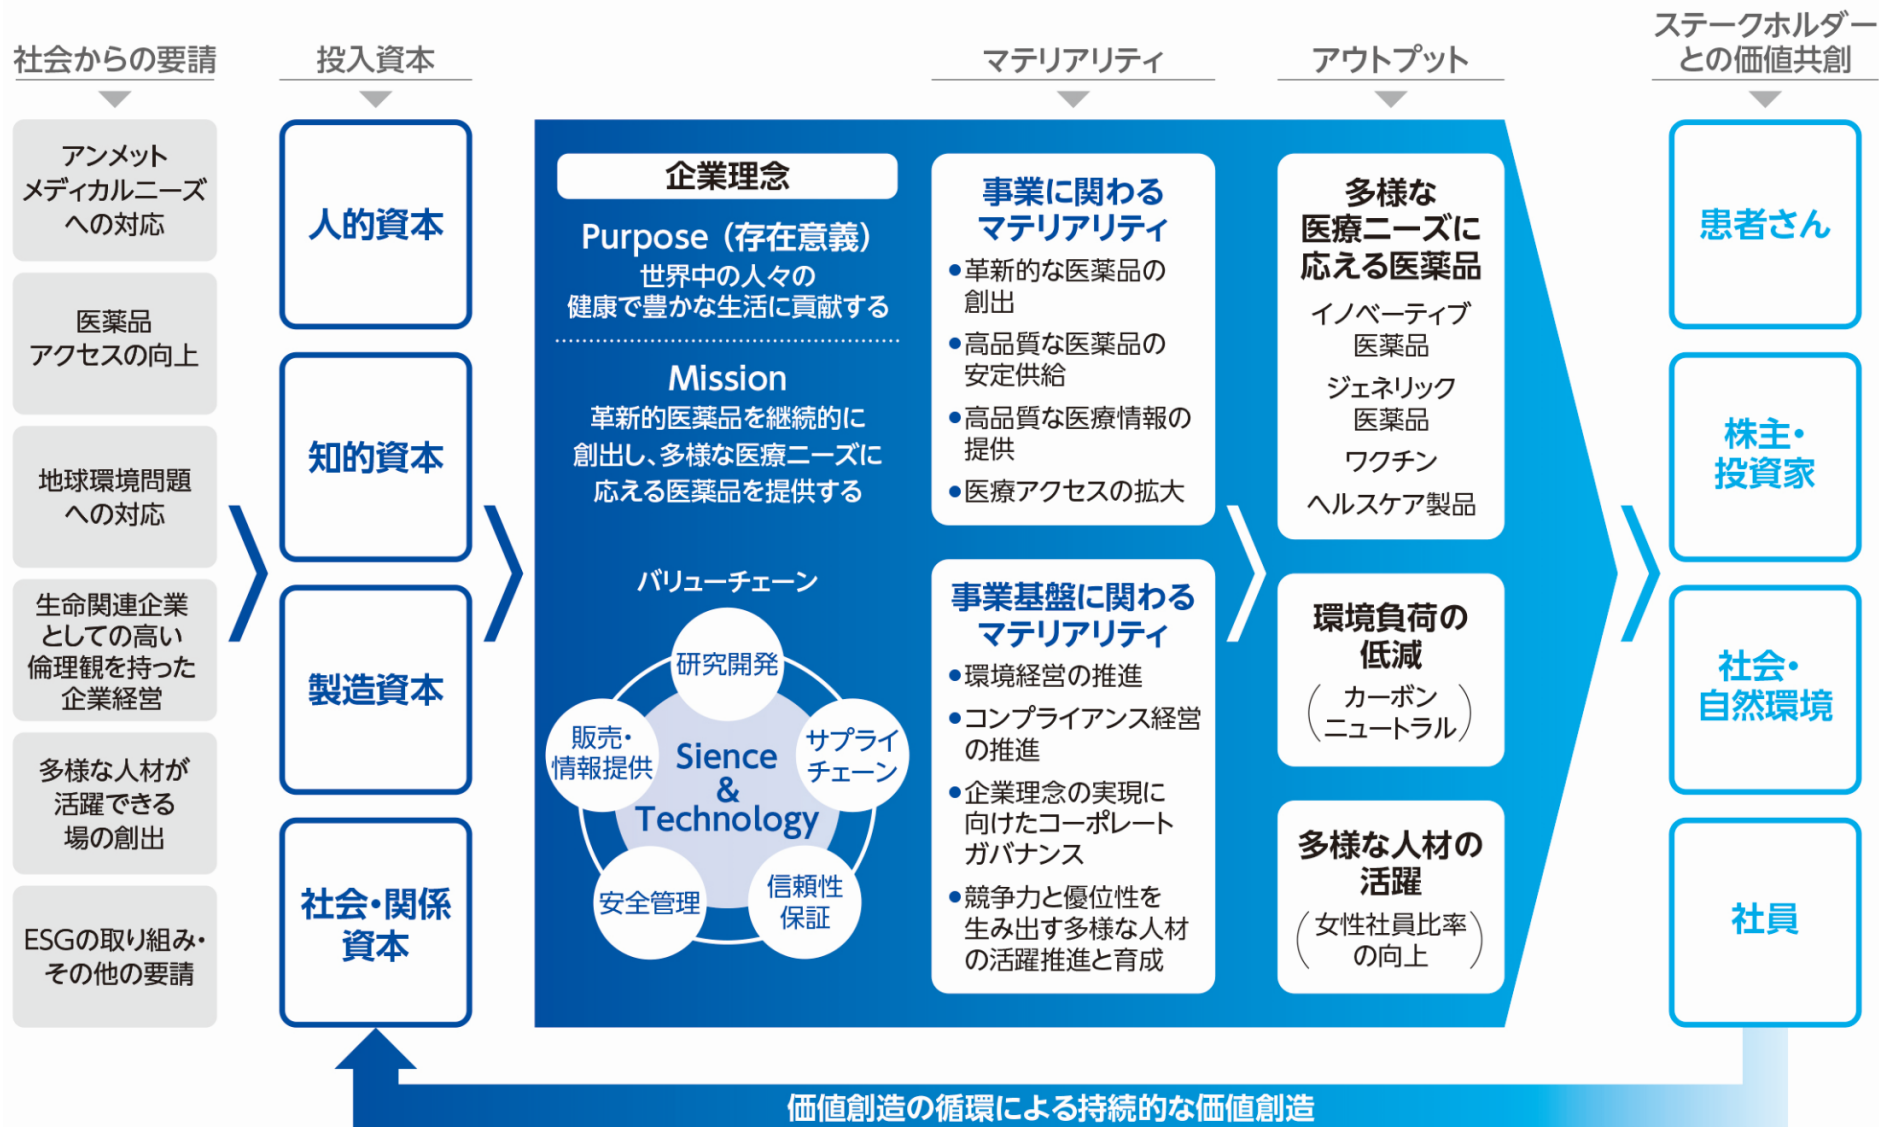 社会からの要請
アンメット
メディカルニーズ
への対応
医薬品
アクセスの向上
地球環境問題
への対応
生命関連企業
としての高い
倫理観を持った
企業経営
多様な人材が
活躍できる
場の創出
ESGの取り組み・
その他の要請
投入資本
人的資本
知的資本
製造資本
社会・関係
資本
企業理念
Purpose（存在意義）
世界中の人々の
健康で豊かな生活に貢献する
Mission
革新的医薬品を継続的に
創出し、多様な医療ニーズに
応える医薬品を提供する
バリューチェーン
研究開発
サプライ
チェーン
信頼性
保証
安全管理
販売・
情報提供
Sience
&
Technology
マテリアリティ
事業に関わる
マテリアリティ
●革新的な医薬品の
創出
●高品質な医薬品の
安定供給
●高品質な医療情報の
提供
●医療アクセスの拡大
事業基盤に関わる
マテリアリティ
●環境経営の推進
●コンプライアンス経営
の推進
●企業理念の実現に
向けたコーポレート
ガバナンス
●競争力と優位性を
生み出す多様な人材
の活躍推進と育成
アウトプット
多様な
医療ニーズに
応える医薬品
イノベーティブ
医薬品
ジェネリック
医薬品
ワクチン
ヘルスケア製品
環境負荷の
低減
（カーボン
ニュートラル）
多様な人材の
活躍
（女性社員比率
の向上）
ステークホルダー
との価値共創
患者さん
株主・
投資家
社会・
自然環境
社員
価値創造の循環による持続的な価値創造